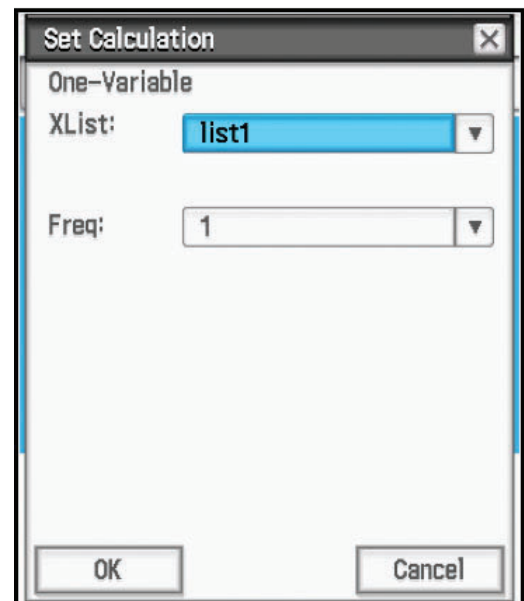 Set Calculation
One-Variable
XList: list1
Freq: 1
OK Cancel